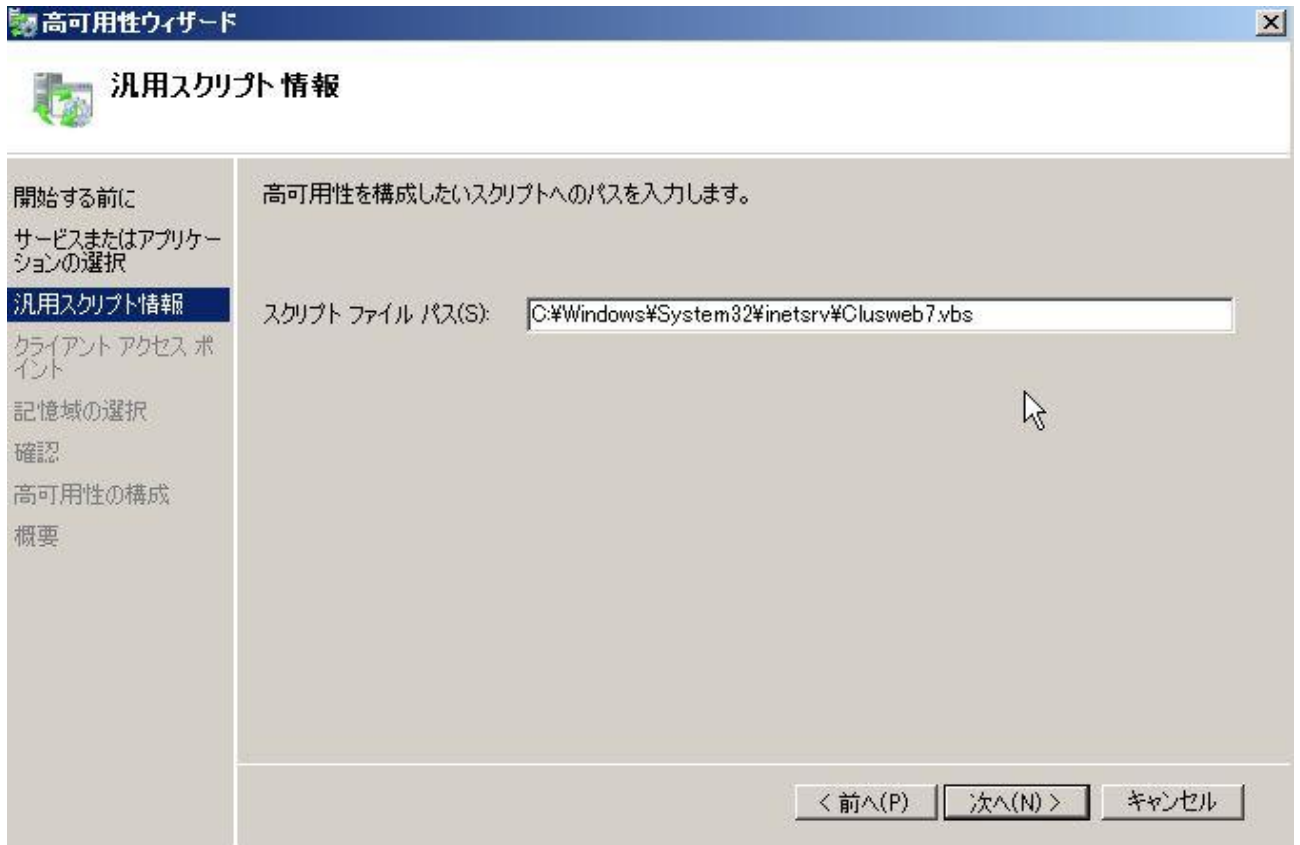 高可用性ウィザード
汎用スクリプト情報
開始する前に
サービスまたはアプリケー
ションの選択
汎用スクリプト情報
クライアント アクセス ポ
イント
記憶域の選択
確認
高可用性の構成
概要
高可用性を構成したいスクリプトへのパスを入力します。
スクリプト ファイル パス(S):
C:¥Windows¥System32¥inetsrv¥Clusweb7.vbs
< 前へ(P)
次へ(N) >
キャンセル